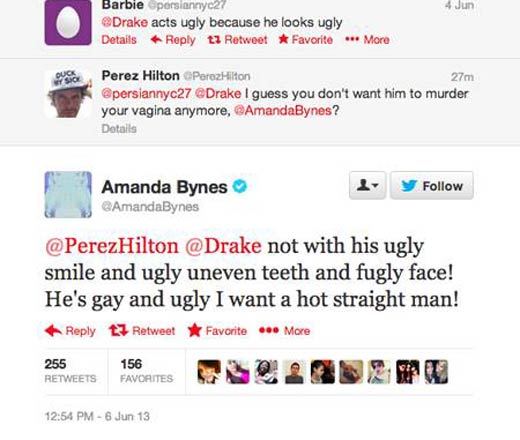 Barbie @persiannyc27 4 Jun
@Drake acts ugly because he looks ugly
Details Reply Retweet Favorite More
DUCK
MY SICK
Perez Hilton @PerezHilton 27m
@persiannyc27 @Drake I guess you don't want him to murder
your vagina anymore, @AmandaBynes?
Details
Amanda Bynes
@AmandaBynes
Follow
@PerezHilton @Drake not with his ugly
smile and ugly uneven teeth and fugly face!
He's gay and ugly I want a hot straight man!
Reply Retweet Favorite More
255 156
RETWEETS FAVORITES
12:54 PM - 6 Jun 13